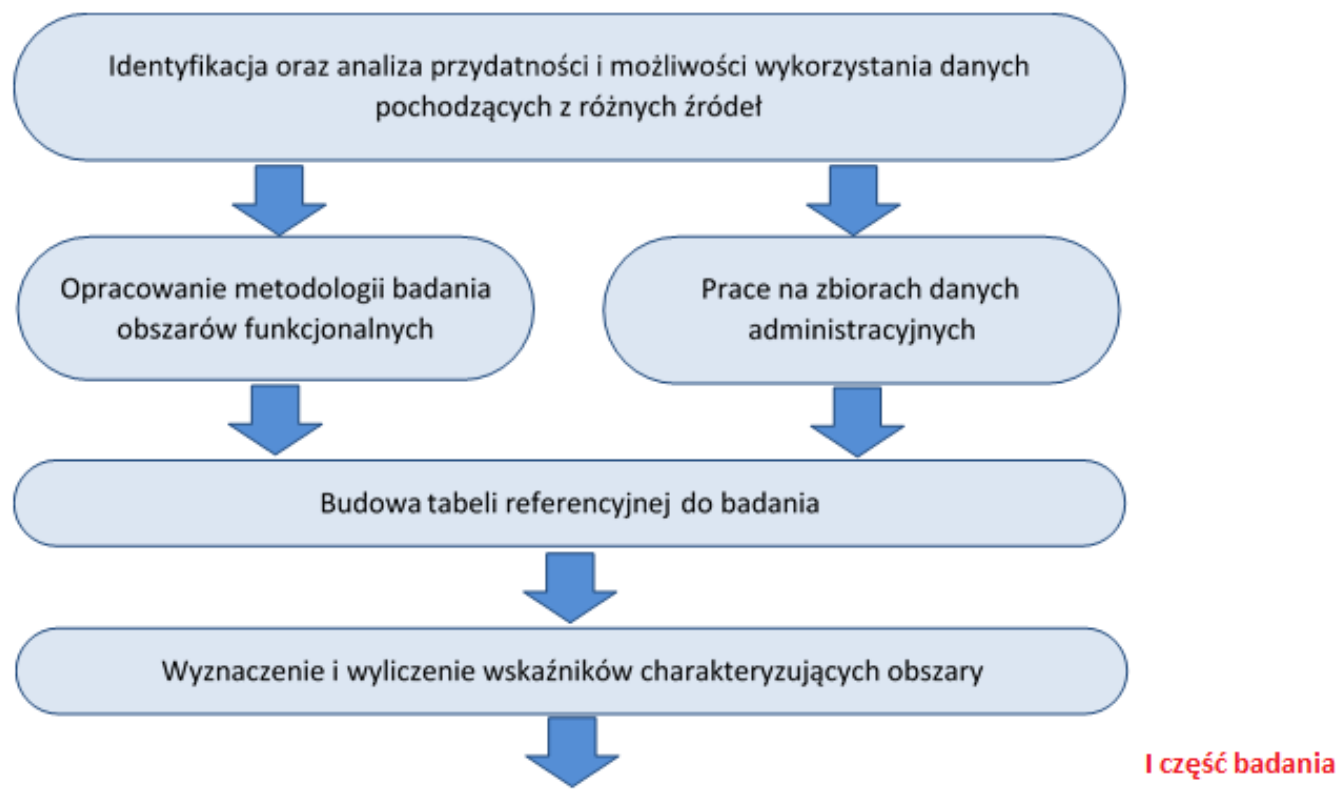 Identyfikacja oraz analiza przydatności i możliwości wykorzystania danych
pochodzących z różnych źródeł
Opracowanie metodologii badania
obszarów funkcjonalnych
Prace na zbiorach danych
administracyjnych
Budowa tabeli referencyjnej do badania
Wyznaczenie i wyliczenie wskaźników charakteryzujących obszary
I część badania